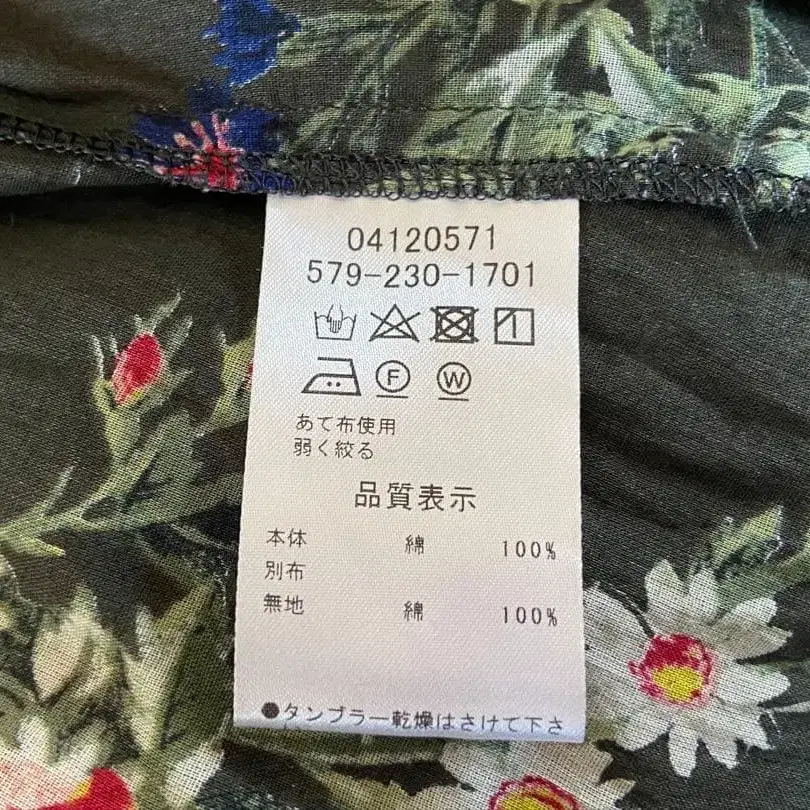 04120571
579-230-1701
F W
あて布使用
弱く絞る
品質表示
本体 綿 100%
別布
無地 綿 100%
●タンブラー乾燥はさけて下さ